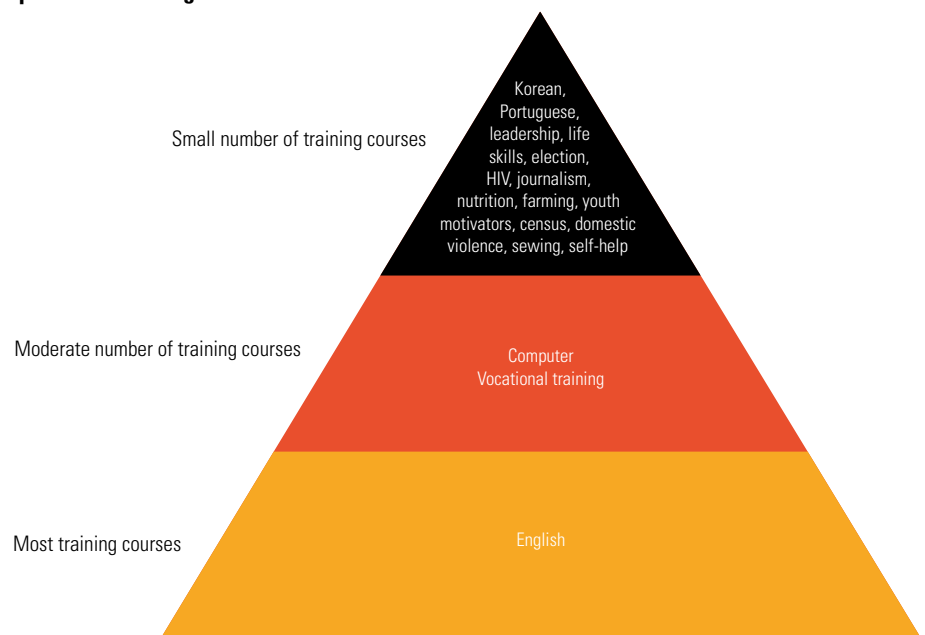 Small number of training courses
Korean,
Portuguese,
leadership, life
skills, election,
HIV, journalism,
nutrition, farming, youth
motivators, census, domestic
violence, sewing, self-help
Moderate number of training courses
Computer
Vocational training
Most training courses
English